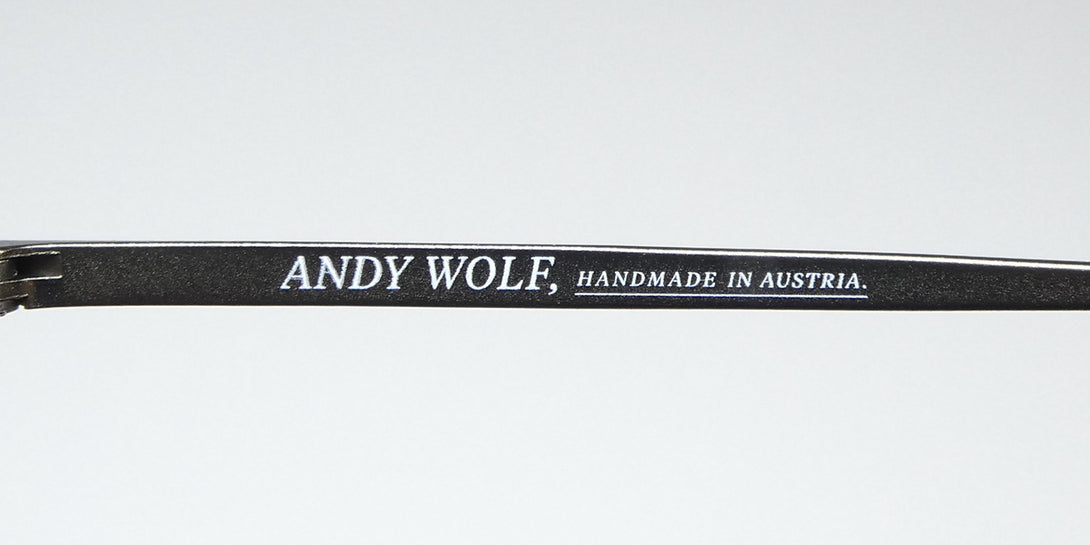 ANDY WOLF, HANDMADE IN AUSTRIA.